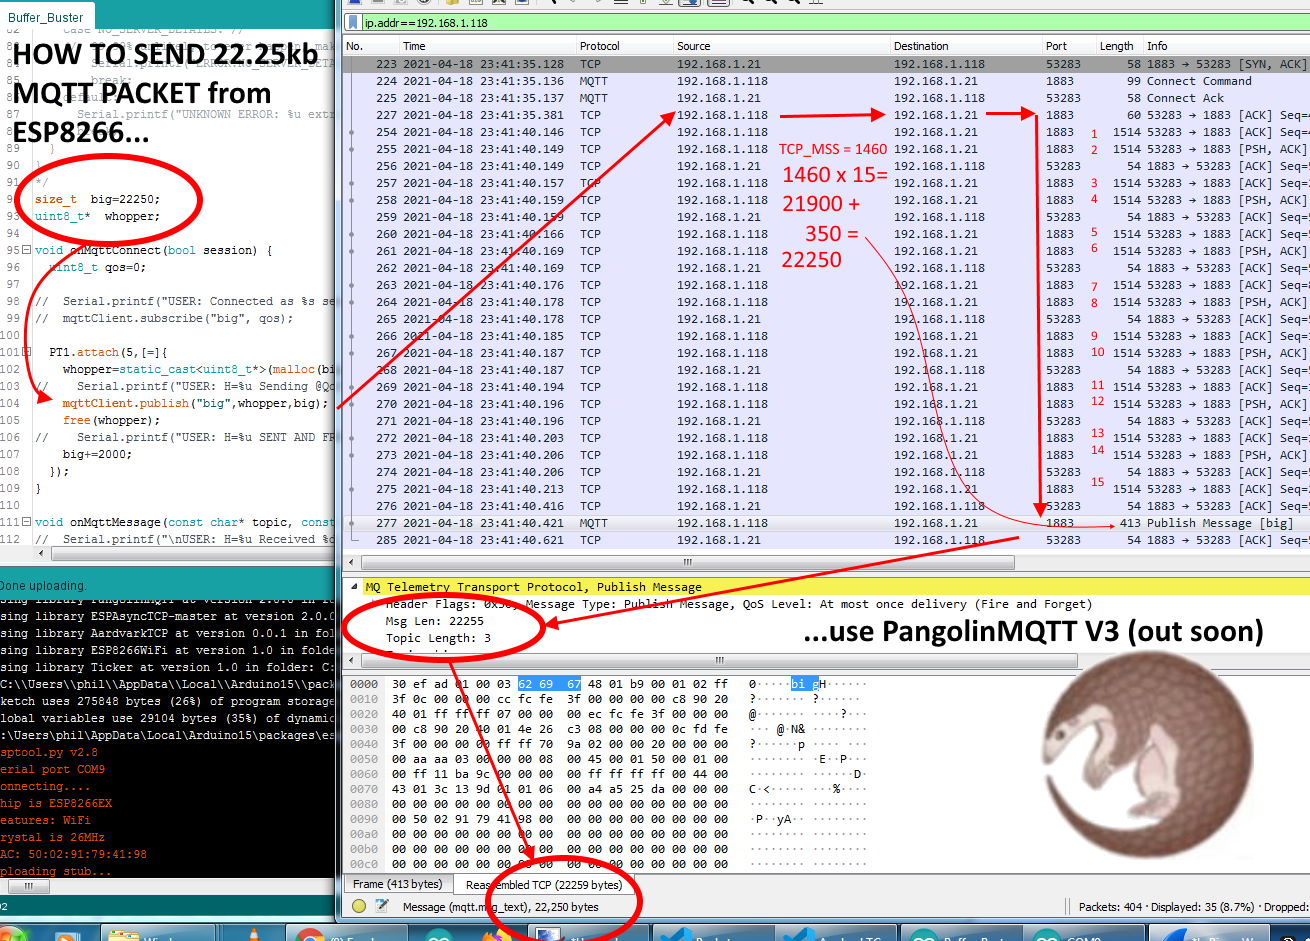 Buffer_Buster
HOW TO SEND 22.25kb
MQTT PACKET from
ESP8266...
case NO_SERVER_DETAILS: //
break;
Serial.printf("UNKNOWN ERROR: %u extr
89 }
90 }
91 */
size_t big=22250;
93 uint8_t* whopper;
94
95 void onMqttConnect(bool session) {
96 uint8_t qos=0;
97
98 // Serial.printf("USER: Connected as %s se
99 // mqttClient.subscribe("big", qos);
100
101 PT1.attach(5,[=]{
102 whopper=static_cast<uint8_t*>(malloc(bi
103 // Serial.printf("USER: H=%u Sending @Qo
104 mqttClient.publish("big",whopper,big);
105 free(whopper);
106 // Serial.printf("USER: H=%u SENT AND FR
107 big+=2000;
108 });
109 }
110
111 void onMqttMessage(const char* topic, const
112 // Serial.printf("\nUSER: H=%u Received %c
Done uploading.
sing library PangolinMQTT at version 2.0.0 in fo
sing library ESPAsyncTCP-master at version 2.0.0
sing library AardvarkTCP at version 0.0.1 in fol
sing library ESP8266WiFi at version 1.0 in folde
sing library Ticker at version 1.0 in folder: C:
C:\\Users\\phil\\AppData\\Local\\Arduino15\\pack
ketch uses 275848 bytes (26%) of program storage
lobal variables use 29104 bytes (35%) of dynamic
:\Users\phil\AppData\Local\Arduino15\packages\es
sptool.py v2.8
erial port COM9
onnecting....
hip is ESP8266EX
eatures: WiFi
rystal is 26MHz
AC: 50:02:91:79:41:98
ploading stub...
ip.addr==192.168.1.118
No. Time Protocol Source Destination Port Length Info
223 2021-04-18 23:41:35.128 TCP 192.168.1.21 192.168.1.118 53283 58 1883 → 53283 [SYN, ACK]
224 2021-04-18 23:41:35.136 MQTT 192.168.1.118 192.168.1.21 1883 99 Connect Command
225 2021-04-18 23:41:35.137 MQTT 192.168.1.21 192.168.1.118 53283 58 Connect Ack
227 2021-04-18 23:41:35.381 TCP 192.168.1.118 192.168.1.21 1883 60 53283 → 1883 [ACK] Seq=4
254 2021-04-18 23:41:40.146 TCP 192.168.1.118 192.168.1.21 1883 1 1514 53283 → 1883 [ACK] Seq=4
255 2021-04-18 23:41:40.149 TCP 192.168.1.118 192.168.1.21 1883 2 1514 53283 → 1883 [PSH, ACK]
256 2021-04-18 23:41:40.149 TCP 192.168.1.21 192.168.1.118 53283 54 1883 → 53283 [ACK] Seq=5
257 2021-04-18 23:41:40.157 TCP 192.168.1.118 192.168.1.21 1883 3 1514 53283 → 1883 [ACK] Seq=2
258 2021-04-18 23:41:40.159 TCP 192.168.1.118 192.168.1.21 1883 4 1514 53283 → 1883 [PSH, ACK]
259 2021-04-18 23:41:40.159 TCP 192.168.1.21 192.168.1.118 53283 54 1883 → 53283 [ACK] Seq=5
260 2021-04-18 23:41:40.166 TCP 192.168.1.118 192.168.1.21 1883 5 1514 53283 → 1883 [ACK] Seq=5
261 2021-04-18 23:41:40.169 TCP 192.168.1.118 192.168.1.21 1883 6 1514 53283 → 1883 [PSH, ACK]
262 2021-04-18 23:41:40.169 TCP 192.168.1.21 192.168.1.118 53283 54 1883 → 53283 [ACK] Seq=5
263 2021-04-18 23:41:40.176 TCP 192.168.1.118 192.168.1.21 1883 7 1514 53283 → 1883 [ACK] Seq=8
264 2021-04-18 23:41:40.178 TCP 192.168.1.118 192.168.1.21 1883 8 1514 53283 → 1883 [PSH, ACK]
265 2021-04-18 23:41:40.178 TCP 192.168.1.21 192.168.1.118 53283 54 1883 → 53283 [ACK] Seq=5
266 2021-04-18 23:41:40.185 TCP 192.168.1.118 192.168.1.21 1883 9 1514 53283 → 1883 [ACK] Seq=1
267 2021-04-18 23:41:40.187 TCP 192.168.1.118 192.168.1.21 1883 10 1514 53283 → 1883 [PSH, ACK]
268 2021-04-18 23:41:40.187 TCP 192.168.1.21 192.168.1.118 53283 54 1883 → 53283 [ACK] Seq=5
269 2021-04-18 23:41:40.194 TCP 192.168.1.118 192.168.1.21 1883 11 1514 53283 → 1883 [ACK] Seq=1
270 2021-04-18 23:41:40.196 TCP 192.168.1.118 192.168.1.21 1883 12 1514 53283 → 1883 [PSH, ACK]
271 2021-04-18 23:41:40.196 TCP 192.168.1.21 192.168.1.118 53283 54 1883 → 53283 [ACK] Seq=5
272 2021-04-18 23:41:40.203 TCP 192.168.1.118 192.168.1.21 1883 13 1514 53283 → 1883 [ACK] Seq=1
273 2021-04-18 23:41:40.206 TCP 192.168.1.118 192.168.1.21 1883 14 1514 53283 → 1883 [PSH, ACK]
274 2021-04-18 23:41:40.206 TCP 192.168.1.21 192.168.1.118 53283 54 1883 → 53283 [ACK] Seq=5
275 2021-04-18 23:41:40.213 TCP 192.168.1.118 192.168.1.21 1883 15 1514 53283 → 1883 [ACK] Seq=2
276 2021-04-18 23:41:40.416 TCP 192.168.1.21 192.168.1.118 53283 54 1883 → 53283 [ACK] Seq=5
277 2021-04-18 23:41:40.421 MQTT 192.168.1.118 192.168.1.21 1883 413 Publish Message [big]
285 2021-04-18 23:41:40.621 TCP 192.168.1.21 192.168.1.118 53283 54 1883 → 53283 [ACK] Seq=5
TCP_MSS = 1460
1460 x 15=
21900 +
350 =
22250
MQ Telemetry Transport Protocol, Publish Message
Header Flags: 0x30, Message Type: Publish Message, QoS Level: At most once delivery (Fire and Forget)
Msg Len: 22255
Topic Length: 3
...use PangolinMQTT V3 (out soon)
0000 30 ef ad 01 00 03 62 69 67 48 01 b9 00 01 02 ff 0·····bigH······
0010 3f 0c 00 00 00 cc fc fe 3f 00 00 00 00 c8 90 20
0020 40 01 ff ff ff 07 00 00 00 ec fc fe 3f 00 00 00
0030 00 c8 90 20 40 01 4e 26 c3 08 00 00 00 0c fd fe
0040 3f 00 00 00 00 ff ff 70 9a 02 00 00 20 00 00 00
0050 00 aa aa 03 00 00 00 08 00 45 00 01 50 00 01 00
0060 00 ff 11 ba 9c 00 00 00 00 ff ff ff ff 00 44 00
0070 43 01 3c 13 9d 01 01 06 00 a4 a5 25 da 00 00 00
0080 00 00 00 00 00 00 00 00 00 00 00 00 00 00 00 00
0090 00 50 02 91 79 41 98 00 00 00 00 00 00 00 00 00
00a0 00 00 00 00 00 00 00 00 00 00 00 00 00 00 00 00
00b0 00 00 00 00 00 00 00 00 00 00 00 00 00 00 00 00
00c0 00 00 00 00 00 00 00 00 00 00 00 00 00 00 00 00
Frame (413 bytes) Reassembled TCP (22259 bytes)
Message (mqtt.msg_text), 22,250 bytes
Packets: 404 · Displayed: 35 (8.7%) · Dropped: